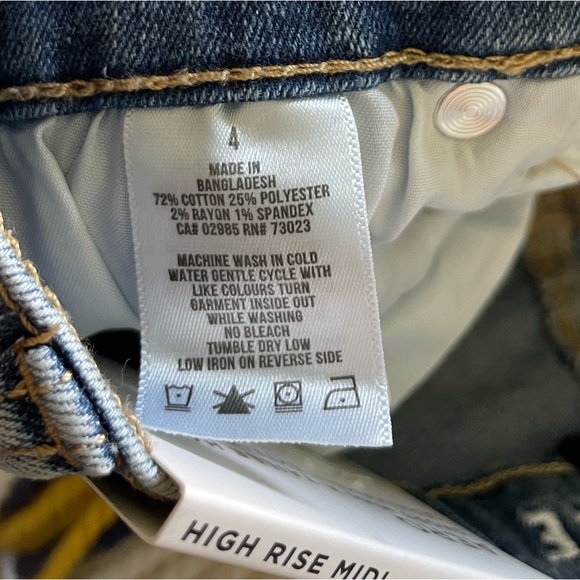 4
MADE IN
BANGLADESH
72% COTTON 25% POLYESTER
2% RAYON 1% SPANDEX
CA# 02985 RN# 73023
MACHINE WASH IN COLD
WATER GENTLE CYCLE WITH
LIKE COLOURS TURN
GARMENT INSIDE OUT
WHILE WASHING
NO BLEACH
TUMBLE DRY LOW
LOW IRON ON REVERSE SIDE
HIGH RISE MIDI
3